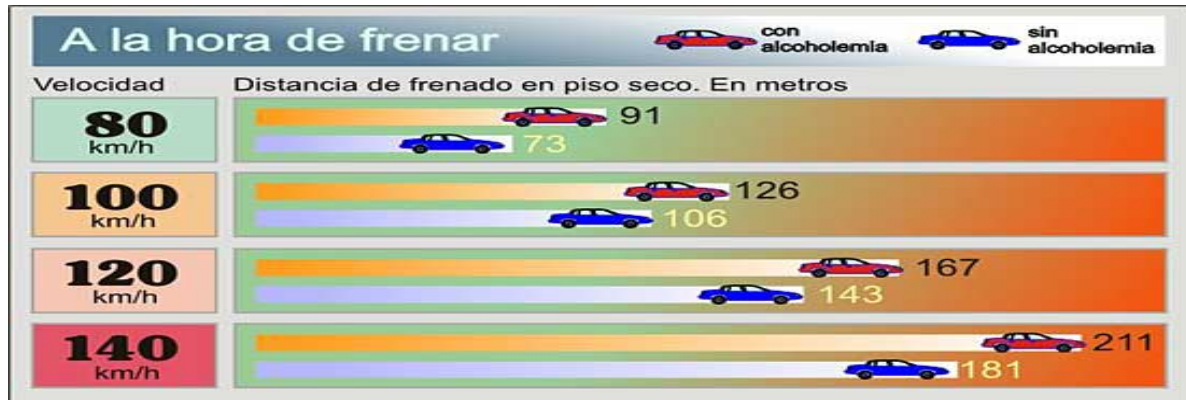 A la hora de frenar
con
alcoholemia
sin
alcoholemia
Velocidad
Distancia de frenado en piso seco. En metros
80
km/h
91
73
100
km/h
126
106
120
km/h
167
143
140
km/h
211
181